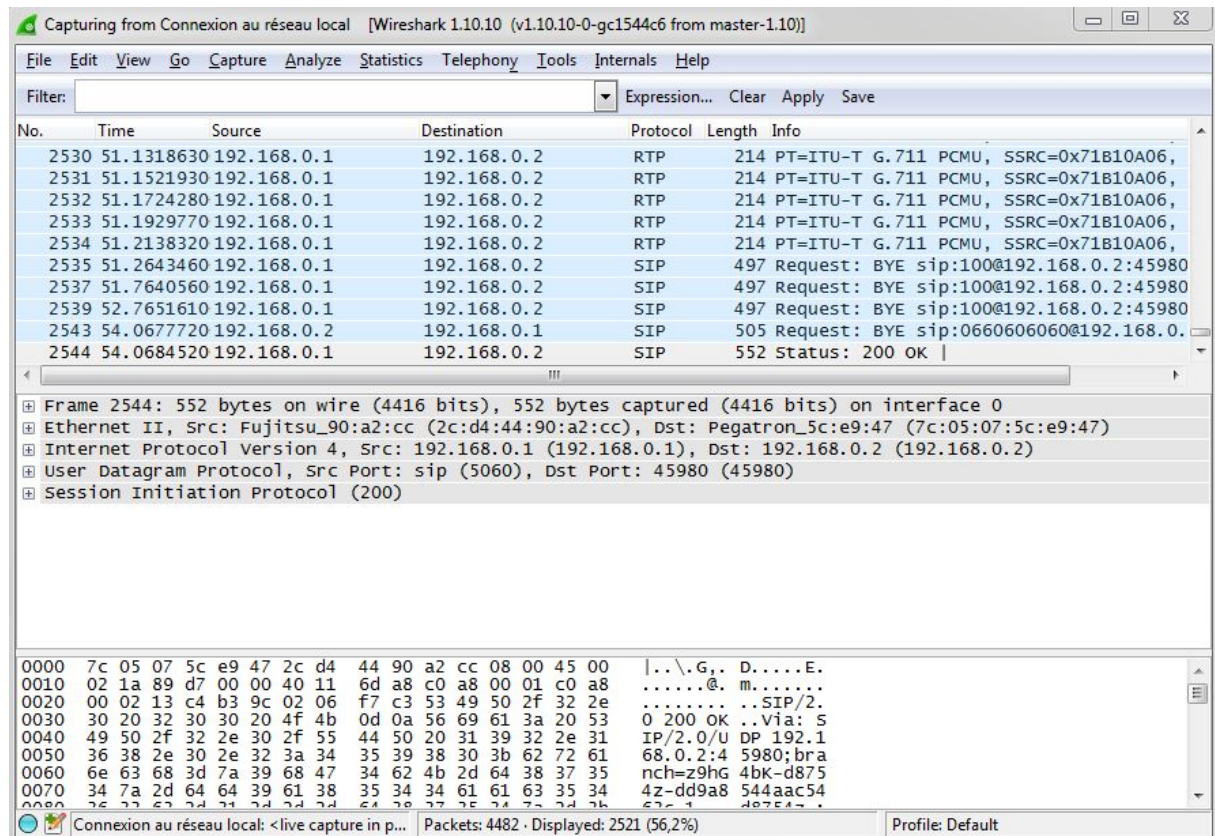 Capturing from Connexion au réseau local [Wireshark 1.10.10 (v1.10.10-0-gc1544c6 from master-1.10)]
File Edit View Go Capture Analyze Statistics Telephony Tools Internals Help
Filter: Expression... Clear Apply Save
No. Time Source Destination Protocol Length Info
2530 51.1318630 192.168.0.1 192.168.0.2 RTP 214 PT=ITU-T G.711 PCMU, SSRC=0x71B10A06,
2531 51.1521930 192.168.0.1 192.168.0.2 RTP 214 PT=ITU-T G.711 PCMU, SSRC=0x71B10A06,
2532 51.1724280 192.168.0.1 192.168.0.2 RTP 214 PT=ITU-T G.711 PCMU, SSRC=0x71B10A06,
2533 51.1929770 192.168.0.1 192.168.0.2 RTP 214 PT=ITU-T G.711 PCMU, SSRC=0x71B10A06,
2534 51.2138320 192.168.0.1 192.168.0.2 RTP 214 PT=ITU-T G.711 PCMU, SSRC=0x71B10A06,
2535 51.2643460 192.168.0.1 192.168.0.2 SIP 497 Request: BYE sip:100@192.168.0.2:45980
2537 51.7640560 192.168.0.1 192.168.0.2 SIP 497 Request: BYE sip:100@192.168.0.2:45980
2539 52.7651610 192.168.0.1 192.168.0.2 SIP 497 Request: BYE sip:100@192.168.0.2:45980
2543 54.0677720 192.168.0.2 192.168.0.1 SIP 505 Request: BYE sip:0660606060@192.168.0.
2544 54.0684520 192.168.0.1 192.168.0.2 SIP 552 Status: 200 OK |
Frame 2544: 552 bytes on wire (4416 bits), 552 bytes captured (4416 bits) on interface 0
Ethernet II, Src: Fujitsu_90:a2:cc (2c:d4:44:90:a2:cc), Dst: Pegatron_5c:e9:47 (7c:05:07:5c:e9:47)
Internet Protocol Version 4, Src: 192.168.0.1 (192.168.0.1), Dst: 192.168.0.2 (192.168.0.2)
User Datagram Protocol, Src Port: sip (5060), Dst Port: 45980 (45980)
Session Initiation Protocol (200)
0000 7c 05 07 5c e9 47 2c d4 44 90 a2 cc 08 00 45 00 |..\.G,. D.....E.
0010 02 1a 89 d7 00 00 40 11 6d a8 c0 a8 00 01 c0 a8 ......@. m.......
0020 00 02 13 c4 b3 9c 02 06 f7 c3 53 49 50 2f 32 2e ........ ..SIP/2.
0030 30 20 32 30 30 20 4f 4b 0d 0a 56 69 61 3a 20 53 0 200 OK ..Via: S
0040 49 50 2f 32 2e 30 2f 55 44 50 20 31 39 32 2e 31 IP/2.0/U DP 192.1
0050 36 38 2e 30 2e 32 3a 34 35 39 38 30 3b 62 72 61 68.0.2:4 5980;bra
0060 6e 63 68 3d 7a 39 68 47 34 62 4b 2d 64 38 37 35 nch=z9hG 4bK-d875
0070 34 7a 2d 64 64 39 61 38 35 34 34 61 61 63 35 34 4z-dd9a8 544aac54
Connexion au réseau local: <live capture in p... Packets: 4482 · Displayed: 2521 (56,2%) Profile: Default